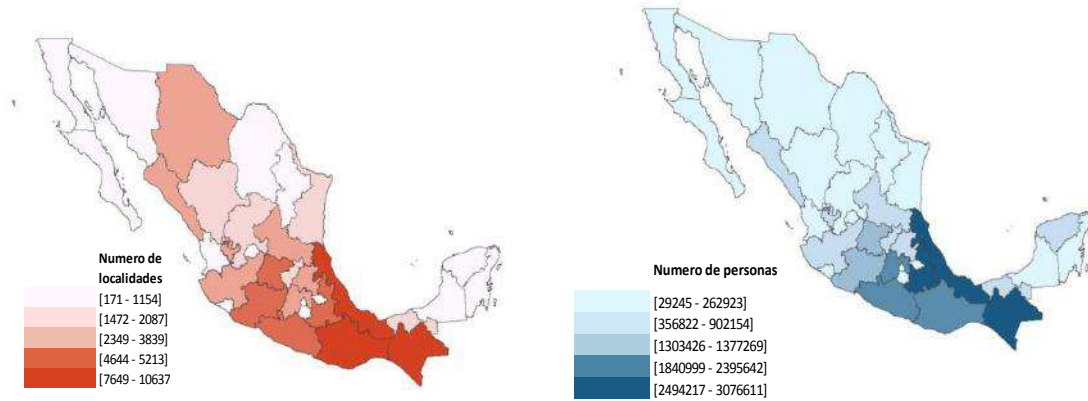 Numero de
localidades
[171 - 1154]
[1472 - 2087]
[2349 - 3839]
[4644 - 5213]
[7649 - 10637
Numero de personas
[29245 - 262923]
[356822 - 902154]
[1303426 - 1377269]
[1840999 - 2395642]
[2494217 - 3076611]